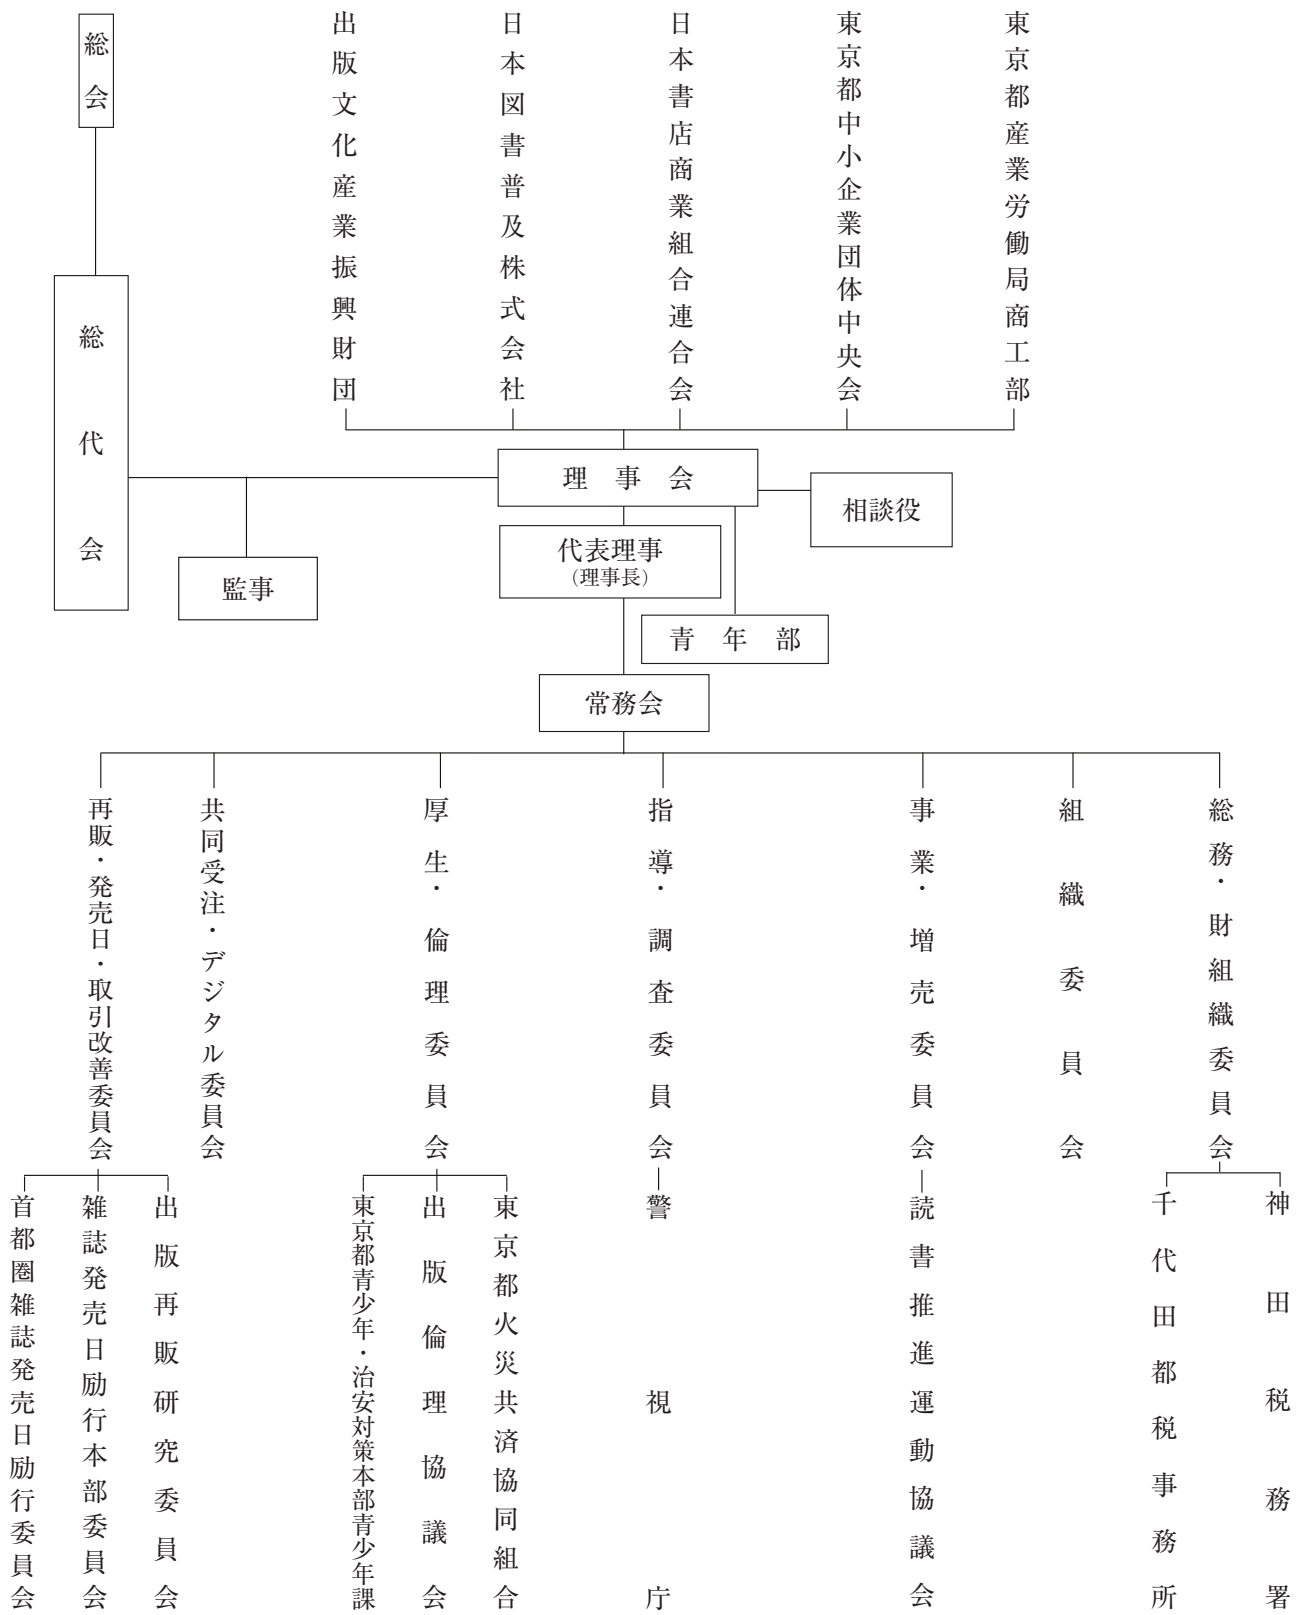 総会
総代会
出版文化産業振興財団
日本図書普及株式会社
日本書店商業組合連合会
東京都中小企業団体中央会
東京都産業労働局商工部
理事会
相談役
代表理事
（理事長）
監事
青年部
常務会
再販・発売日・取引改善委員会
共同受注・デジタル委員会
厚生・倫理委員会
指導・調査委員会
事業・増売委員会
組織委員会
総務・財組織委員会
首都圏雑誌発売日励行委員会
雑誌発売日励行本部委員会
出版再販研究委員会
東京都青少年・治安対策本部青少年課
出版倫理協議会
東京都火災共済協同組合
警視庁
読書推進運動協議会
千代田都税事務所
神田税務署